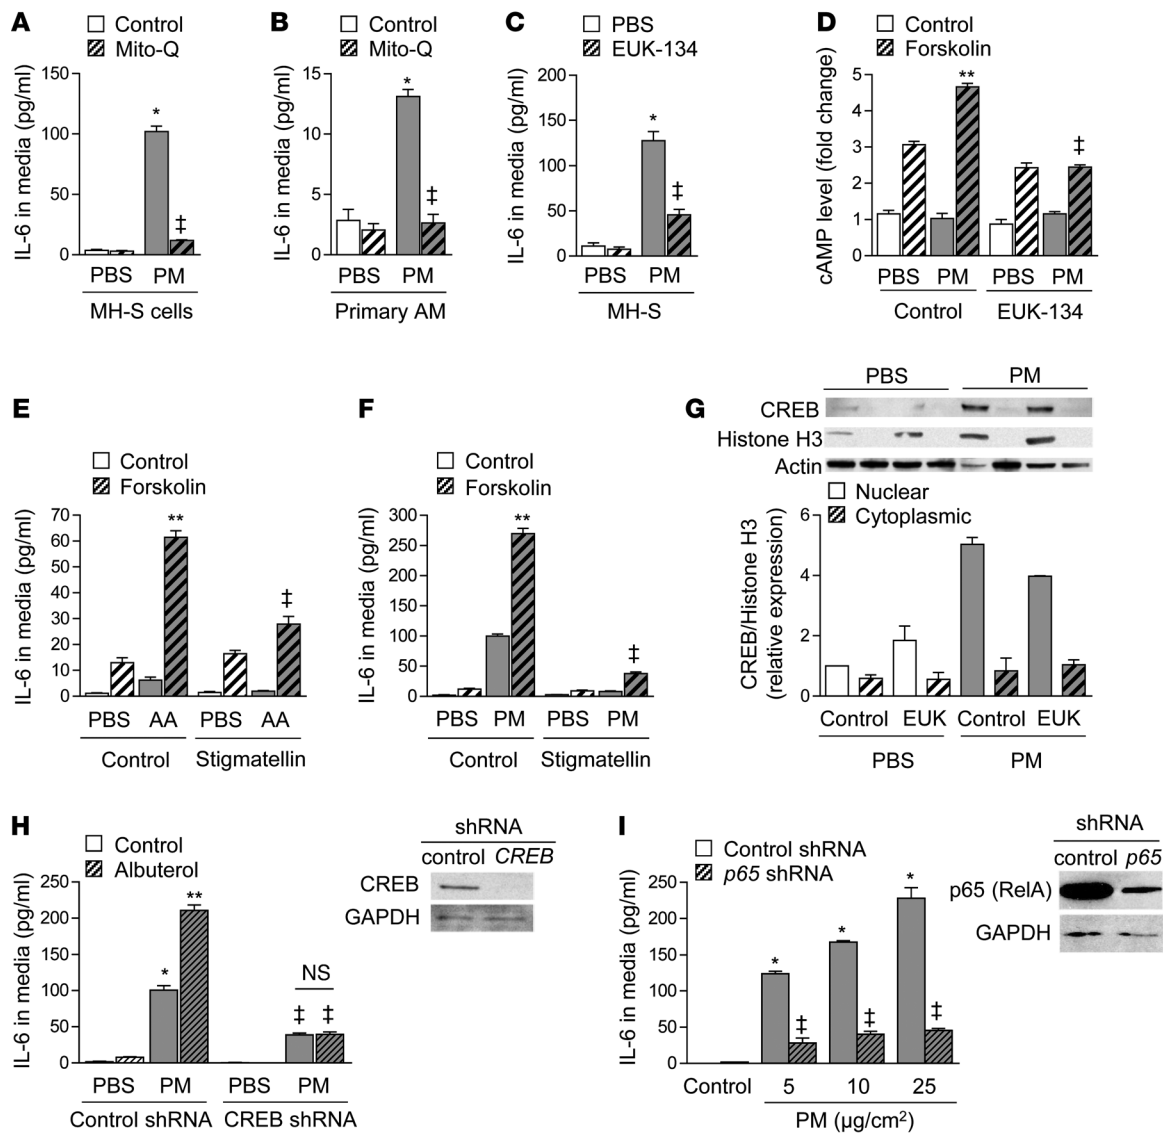 A
Control
Mito-Q
IL-6 in media (pg/ml)
150
100
50
0
*
‡
PBS PM
MH-S cells
B
Control
Mito-Q
IL-6 in media (pg/ml)
15
13
5
0
*
‡
PBS PM
Primary AM
C
PBS
EUK-134
IL-6 in media (pg/ml)
200
150
100
50
0
*
‡
PBS PM
MH-S
D
Control
Forskolin
cAMP level (fold change)
5
4
3
2
1
0
**
‡
PBS PM PBS PM
Control EUK-134
E
Control
Forskolin
IL-6 in media (pg/ml)
70
60
50
40
30
20
10
0
**
‡
PBS AA PBS AA
Control Stigmatellin
F
Control
Forskolin
IL-6 in media (pg/ml)
300
250
200
150
100
50
0
**
‡
PBS PM PBS PM
Control Stigmatellin
G
PBS PM
CREB
Histone H3
Actin
Nuclear
Cytoplasmic
CREB/Histone H3
(relative expression)
6
4
2
0
Control EUK Control EUK
PBS PM
H
Control
Albuterol
IL-6 in media (pg/ml)
250
200
150
100
50
0
*
**
NS
‡ ‡
PBS PM PBS PM
Control shRNA CREB shRNA
shRNA
control CREB
CREB
GAPDH
I
Control shRNA
p65 shRNA
IL-6 in media (pg/ml)
250
200
150
100
50
0
*
*
*
‡
‡
‡
Control 5 10 25
PM (µg/cm²)
shRNA
control p65
p65 (RelA)
GAPDH